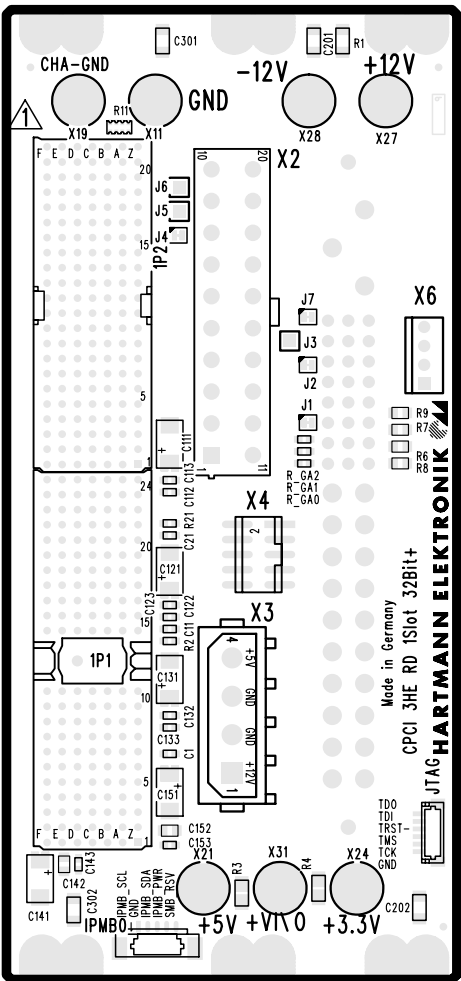 C301
C201
R1
CHA-GND
-12V
+12V
GND
1
R11
X19
X11
X28
X27
F E D C B A Z
20
10
20
X2
J6
J5
J4
15
1P2
X6
J7
J3
J2
5
J1
R9
R7
R6
R8
+
C111
1
1
11
24
C113
C112
R_GA2
R_GA1
R_GA0
X4
2
R21
C21
20
C121
+
C123
C122
C11
R2
15
X3
4
+5V
GND
GND
+12V
1
1P1
C131
+
10
C132
C133
C1
5
C151
+
Made in Germany
CPCI 3HE RD 1Slot 32Bit+
HARTMANN ELEKTRONIK
JTAG
TDO
TDI
TRST-
TMS
TCK
GND
F E D C B A Z
1
C152
C153
C143
C142
C141
+
C302
IPMB_SCL
GND
IPMB_SDA
IPMB_PWR
SMB_RSV
IPMB0
X21
R3
X31
R4
X24
C202
+5V
+VI/O
+3.3V